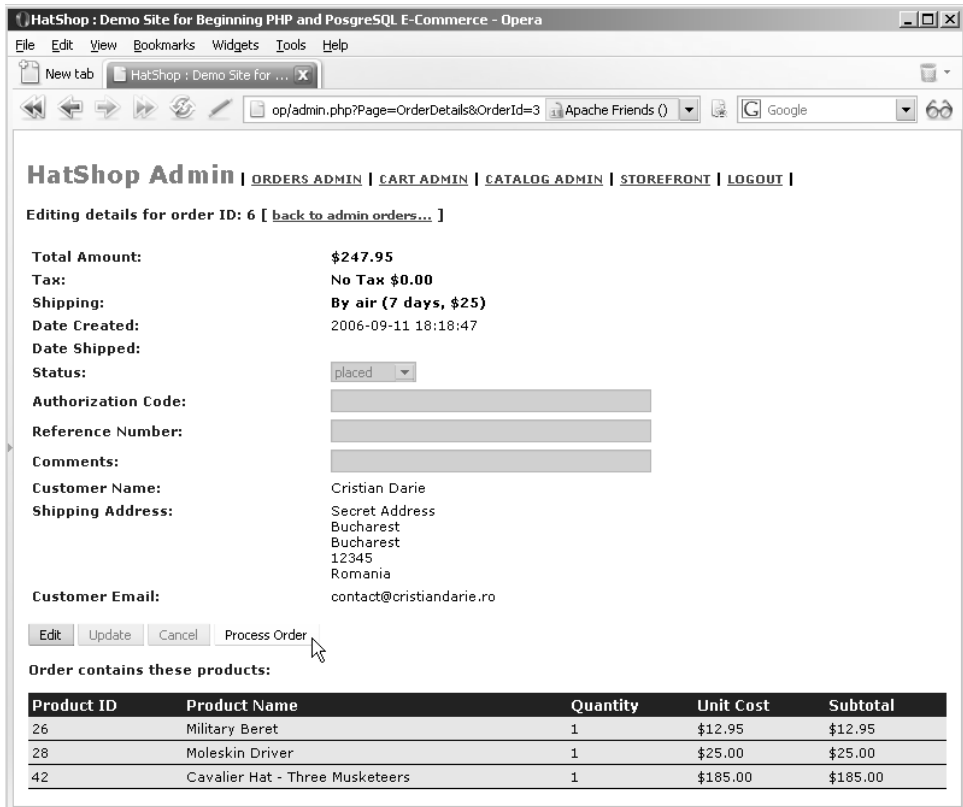 HatShop : Demo Site for Beginning PHP and PosgreSQL E-Commerce - Opera
File Edit View Bookmarks Widgets Tools Help
New tab HatShop : Demo Site for ... X
op/admin.php?Page=OrderDetails&OrderId=3 Apache Friends () G Google
HatShop Admin | ORDERS ADMIN | CART ADMIN | CATALOG ADMIN | STOREFRONT | LOGOUT |
Editing details for order ID: 6 [ back to admin orders... ]
Total Amount: $247.95
Tax: No Tax $0.00
Shipping: By air (7 days, $25)
Date Created: 2006-09-11 18:18:47
Date Shipped:
Status: placed
Authorization Code:
Reference Number:
Comments:
Customer Name: Cristian Darie
Shipping Address: Secret Address
Bucharest
Bucharest
12345
Romania
Customer Email: contact@cristiandarie.ro
Edit Update Cancel Process Order
Order contains these products:
Product ID Product Name Quantity Unit Cost Subtotal
26 Military Beret 1 $12.95 $12.95
28 Moleskin Driver 1 $25.00 $25.00
42 Cavalier Hat - Three Musketeers 1 $185.00 $185.00